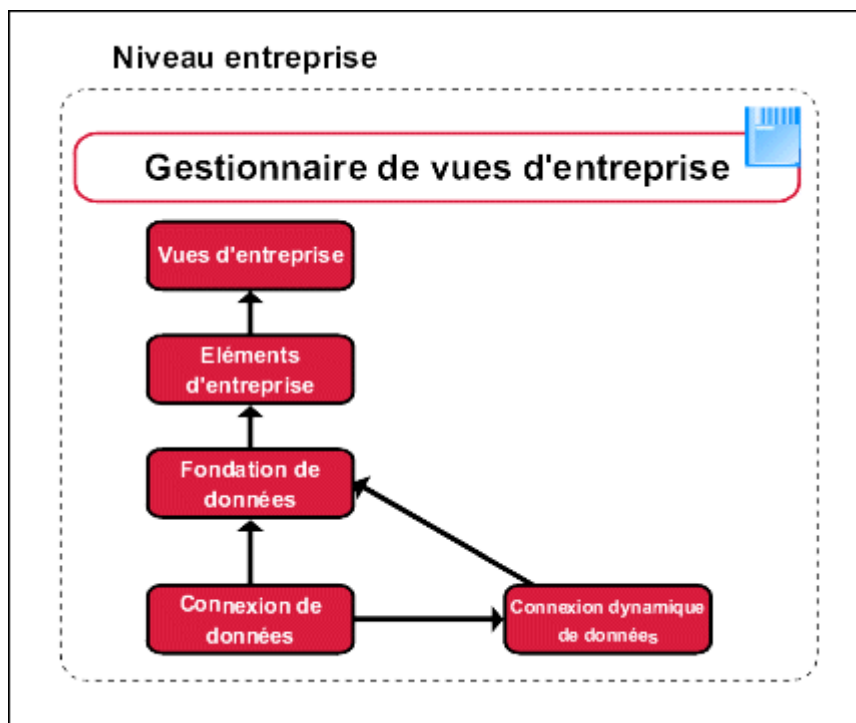 Niveau entreprise
Gestionnaire de vues d'entreprise
Vues d'entreprise
Eléments
d'entreprise
Fondation de
données
Connexion de
données
Connexion dynamique
de données